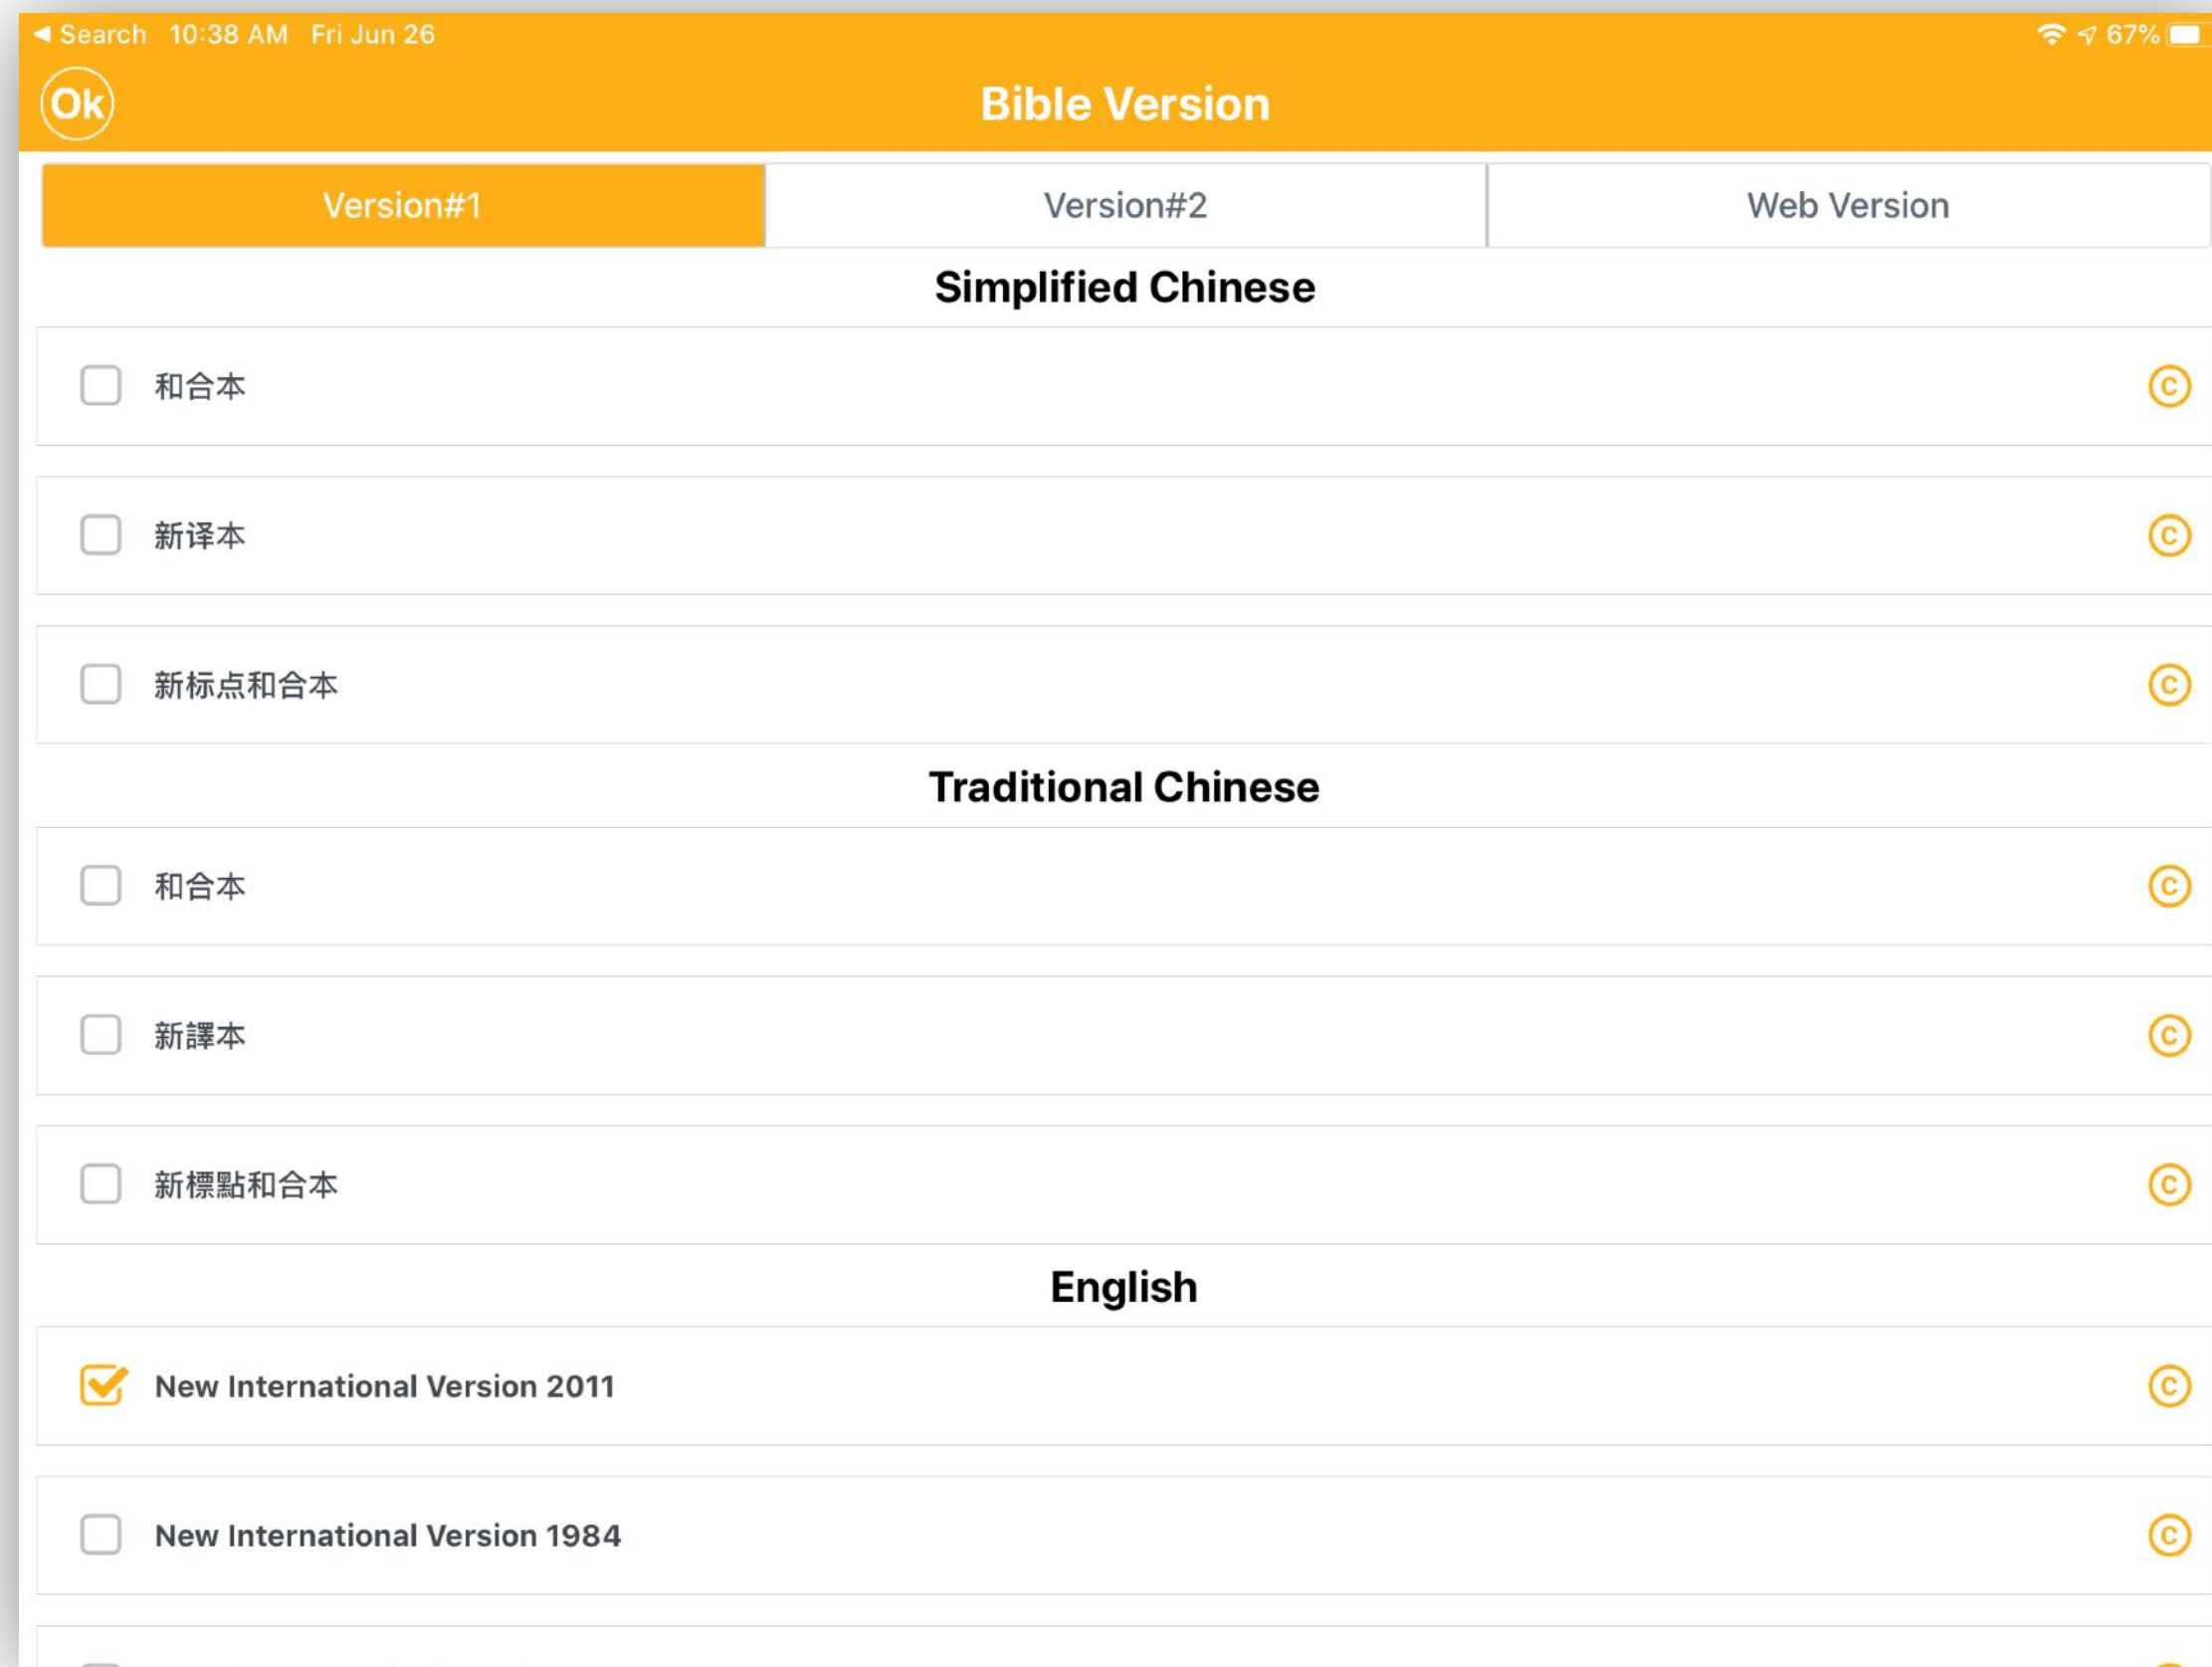 ◀ Search 10:38 AM Fri Jun 26 67%
Ok Bible Version
Version#1 Version#2 Web Version
Simplified Chinese
和合本 ©
新译本 ©
新标点和合本 ©
Traditional Chinese
和合本 ©
新譯本 ©
新標點和合本 ©
English
New International Version 2011 ©
New International Version 1984 ©